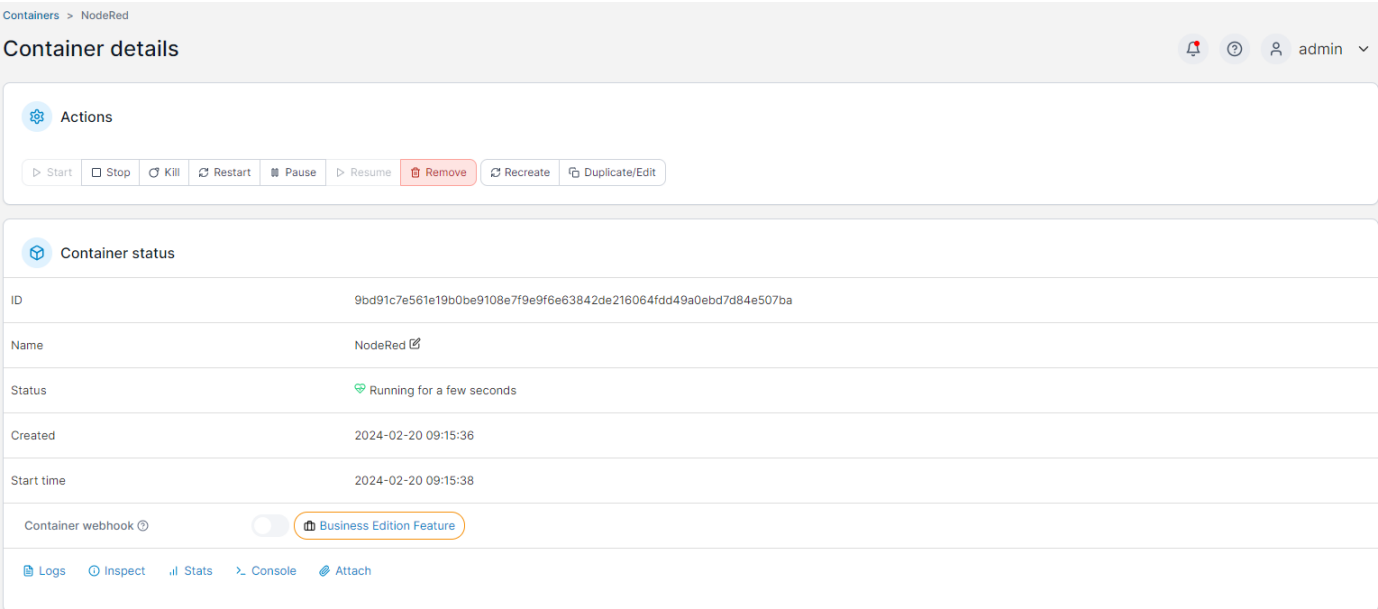 Containers > NodeRed
Container details
admin
Actions
Start Stop Kill Restart Pause Resume Remove Recreate Duplicate/Edit
Container status
ID 9bd91c7e561e19b0be9108e7f9e9f6e63842de216064fdd49a0ebd7d84e507ba
Name NodeRed
Status Running for a few seconds
Created 2024-02-20 09:15:36
Start time 2024-02-20 09:15:38
Container webhook Business Edition Feature
Logs Inspect Stats Console Attach